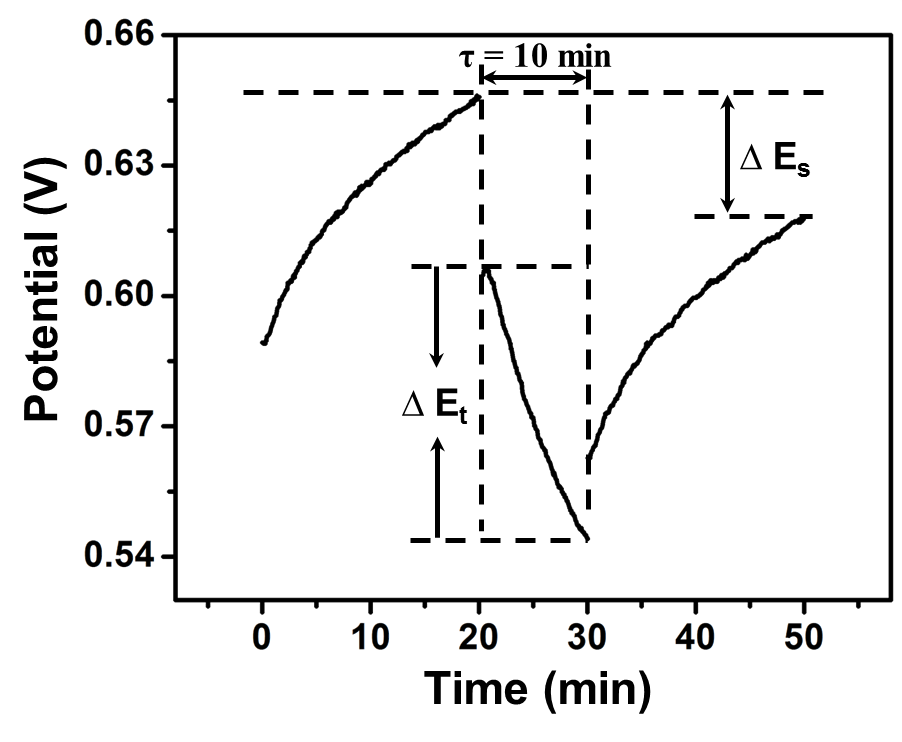 0.66
0.63
0.60
0.57
0.54
Potential (V)
τ = 10 min
Δ Es
Δ Et
0 10 20 30 40 50
Time (min)